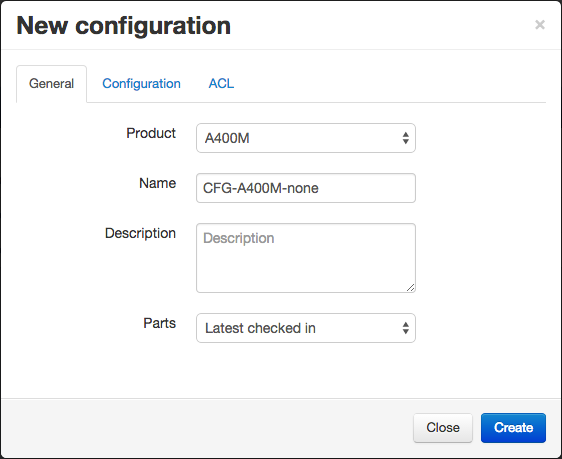 New configuration ×
General Configuration ACL
Product A400M
Name CFG-A400M-none
Description Description
Parts Latest checked in
Close Create